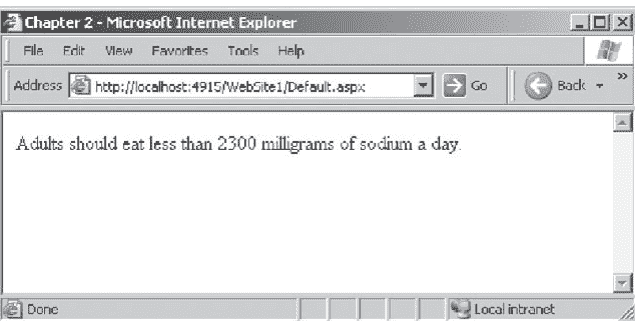 Chapter 2 - Microsoft Internet Explorer
File Edit View Favorites Tools Help
Address http://localhost:4915/WebSite1/Default.aspx Go Back »
Adults should eat less than 2300 milligrams of sodium a day.
Done Local intranet